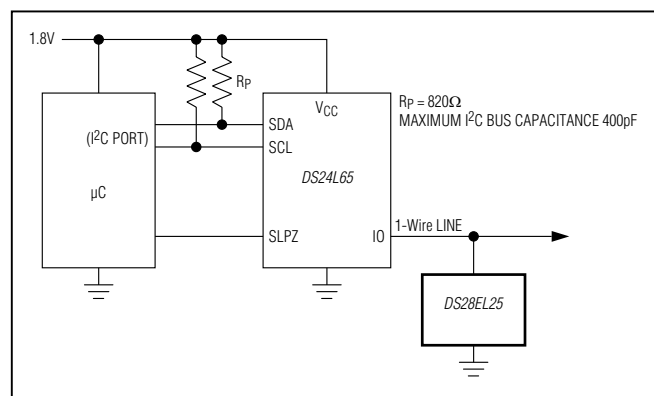 1.8V
RP
VCC
RP = 820Ω
MAXIMUM I2C BUS CAPACITANCE 400pF
(I2C PORT)
SDA
SCL
DS24L65
µC
SLPZ
IO
1-Wire LINE
DS28EL25